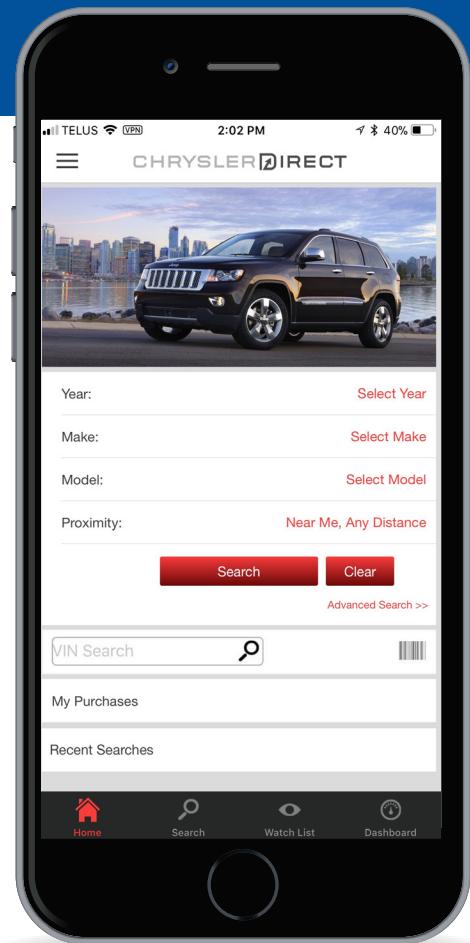 TELUS VPN 2:02 PM 40%
CHRYSLER DIRECT
Year: Select Year
Make: Select Make
Model: Select Model
Proximity: Near Me, Any Distance
Search Clear
Advanced Search >>
VIN Search
My Purchases
Recent Searches
Home Search Watch List Dashboard